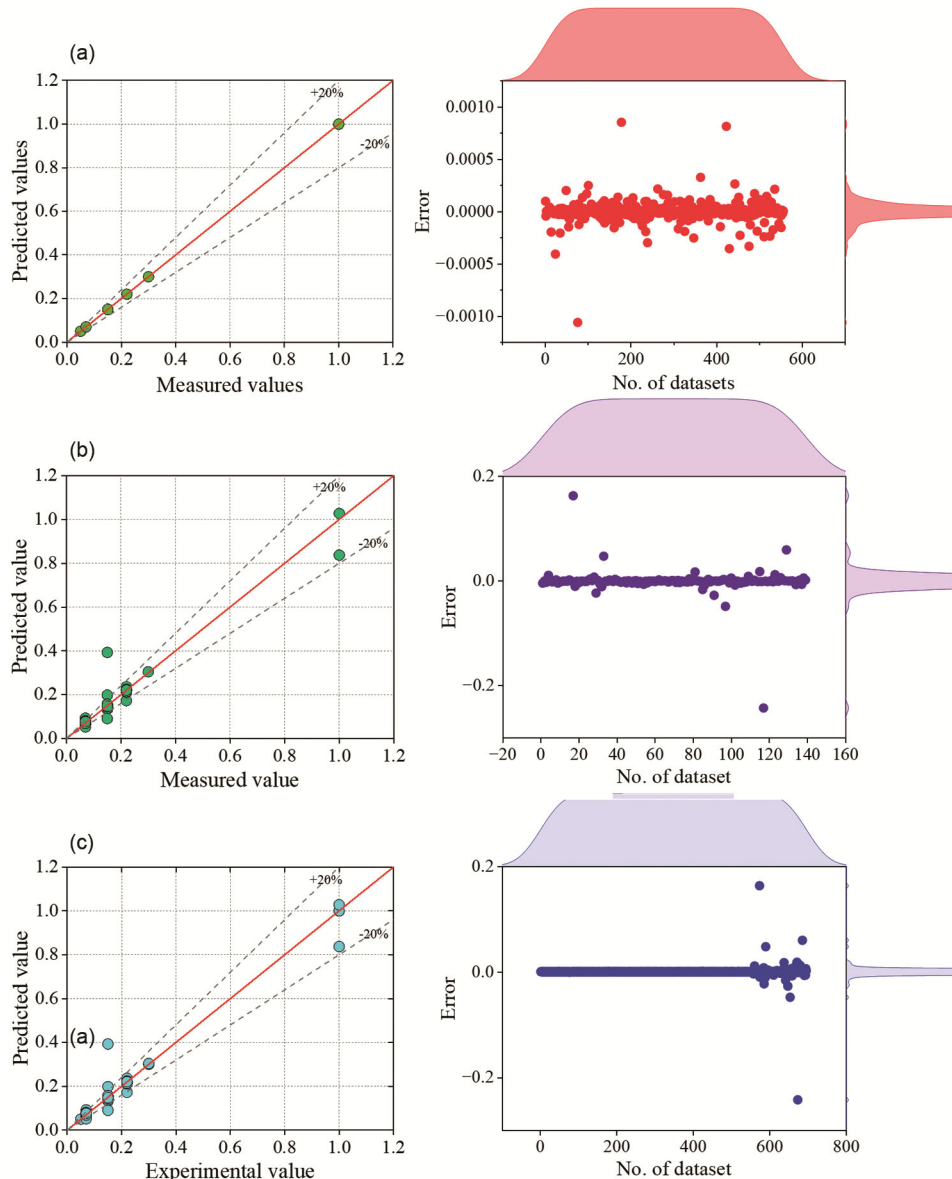 (a)
1.2
1.0
0.8
0.6
0.4
0.2
0.0
Predicted values
+20%
-20%
0.0 0.2 0.4 0.6 0.8 1.0 1.2
Measured values
0.0010
0.0005
0.0000
−0.0005
−0.0010
Error
0 200 400 600
No. of datasets
(b)
1.2
1.0
0.8
0.6
0.4
0.2
0.0
Predicted value
+20%
-20%
0.0 0.2 0.4 0.6 0.8 1.0 1.2
Measured value
0.2
0.0
−0.2
Error
−20 0 20 40 60 80 100 120 140 160
No. of dataset
(c)
1.2
1.0
0.8
0.6
0.4
0.2
0.0
Predicted value
+20%
-20%
(a)
0.0 0.2 0.4 0.6 0.8 1.0 1.2
Experimental value
0.2
0.0
−0.2
Error
0 200 400 600 800
No. of dataset